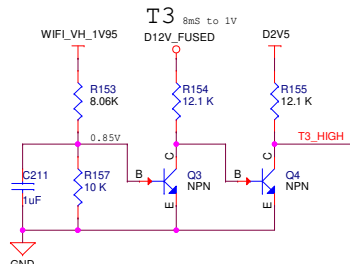 T3 8mS to 1V
WIFI_VH_1V95 D12V_FUSED D2V5
R153 R154 R155
8.06K 12.1 K 12.1 K
0.85V T3_HIGH
C C
C211 R157 B Q3 B Q4
1uF 10 K NPN NPN
E E
GND